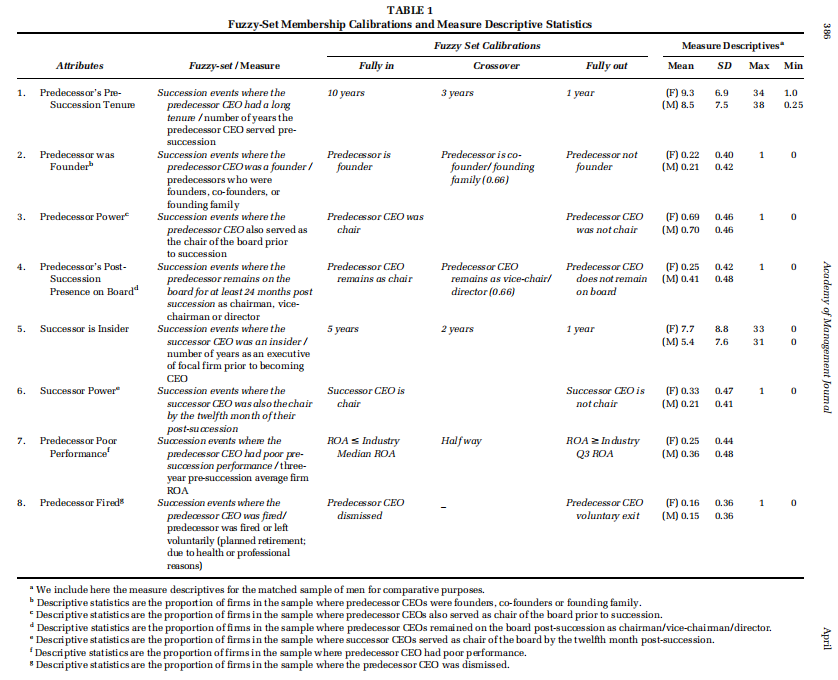 TABLE 1
Fuzzy-Set Membership Calibrations and Measure Descriptive Statistics
Fuzzy Set Calibrations
Measure Descriptives^a
Attributes
Fuzzy-set / Measure
Fully in
Crossover
Fully out
Mean
SD
Max
Min
1. Predecessor's Pre-
Succession Tenure
Succession events where the
predecessor CEO had a long
tenure / number of years the
predecessor CEO served pre-
succession
10 years
3 years
1 year
(F) 9.3 6.9 34 1.0
(M) 8.5 7.5 38 0.25
2. Predecessor was
Founder^b
Succession events where the
predecessor CEO was a founder /
predecessors who were
founders, co-founders, or
founding family
Predecessor is
founder
Predecessor is co-
founder/ founding
family (0.66)
Predecessor not
founder
(F) 0.22 0.40 1 0
(M) 0.21 0.42
3. Predecessor Power^c
Succession events where the
predecessor CEO also served as
the chair of the board prior
to succession
Predecessor CEO was
chair
Predecessor CEO
was not chair
(F) 0.69 0.46 1 0
(M) 0.70 0.46
4. Predecessor's Post-
Succession
Presence on Board^d
Succession events where the
predecessor remains on the
board for at least 24 months post
succession as chairman, vice-
chairman or director
Predecessor CEO
remains as chair
Predecessor CEO
remains as vice-chair/
director (0.66)
Predecessor CEO
does not remain
on board
(F) 0.25 0.42 1 0
(M) 0.41 0.48
5. Successor is Insider
Succession events where the
successor CEO was an insider /
number of years as an executive
of focal firm prior to becoming
CEO
5 years
2 years
1 year
(F) 7.7 8.8 33 0
(M) 5.4 7.6 31 0
6. Successor Power^e
Succession events where the
successor CEO was also the chair
by the twelfth month of their
post-succession
Successor CEO is
chair
Successor CEO is
not chair
(F) 0.33 0.47 1 0
(M) 0.21 0.41
7. Predecessor Poor
Performance^f
Succession events where the
predecessor CEO had poor pre-
succession performance / three-
year pre-succession average firm
ROA
ROA ≤ Industry
Median ROA
Half way
ROA ≥ Industry
Q3 ROA
(F) 0.25 0.44
(M) 0.36 0.48
8. Predecessor Fired^g
Succession events where the
predecessor CEO was fired/
predecessor was fired or left
voluntarily (planned retirement;
due to health or professional
reasons)
Predecessor CEO
dismissed
–
Predecessor CEO
voluntary exit
(F) 0.16 0.36 1 0
(M) 0.15 0.36
^a We include here the measure descriptives for the matched sample of men for comparative purposes.
^b Descriptive statistics are the proportion of firms in the sample where predecessor CEOs were founders, co-founders or founding family.
^c Descriptive statistics are the proportion of firms in the sample where predecessor CEOs also served as chair of the board prior to succession.
^d Descriptive statistics are the proportion of firms in the sample where predecessor CEOs remained on the board post-succession as chairman/vice-chairman/director.
^e Descriptive statistics are the proportion of firms in the sample where successor CEOs served as chair of the board by the twelfth month post-succession.
^f Descriptive statistics are the proportion of firms in the sample where predecessor CEO had poor performance.
^g Descriptive statistics are the proportion of firms in the sample where the predecessor CEO was dismissed.
386
Academy of Management Journal
April